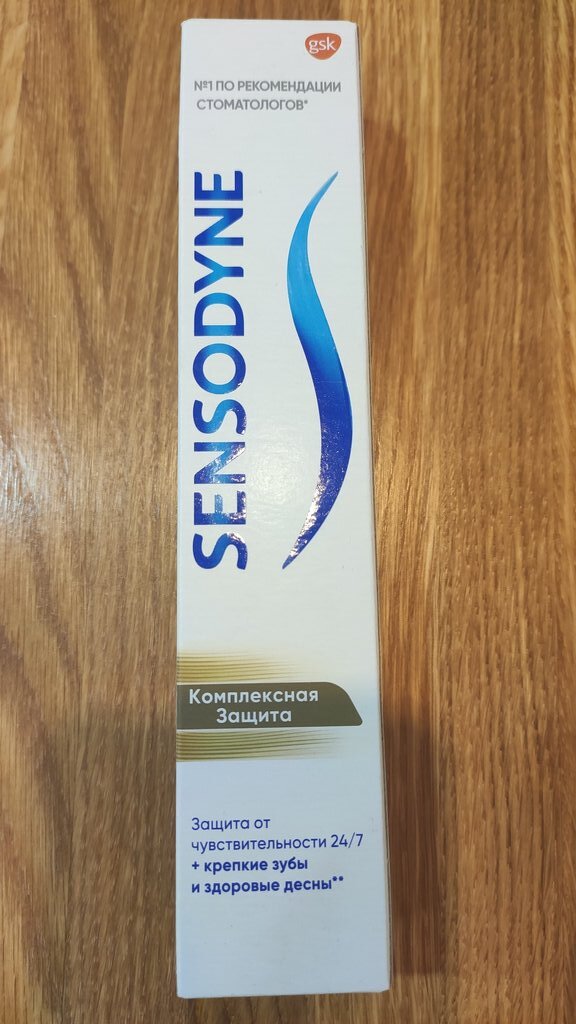 gsk
№1 ПО РЕКОМЕНДАЦИИ
СТОМАТОЛОГОВ*
SENSODYNE
Комплексная
Защита
Защита от
чувствительности 24/7
+ крепкие зубы
и здоровые десны**